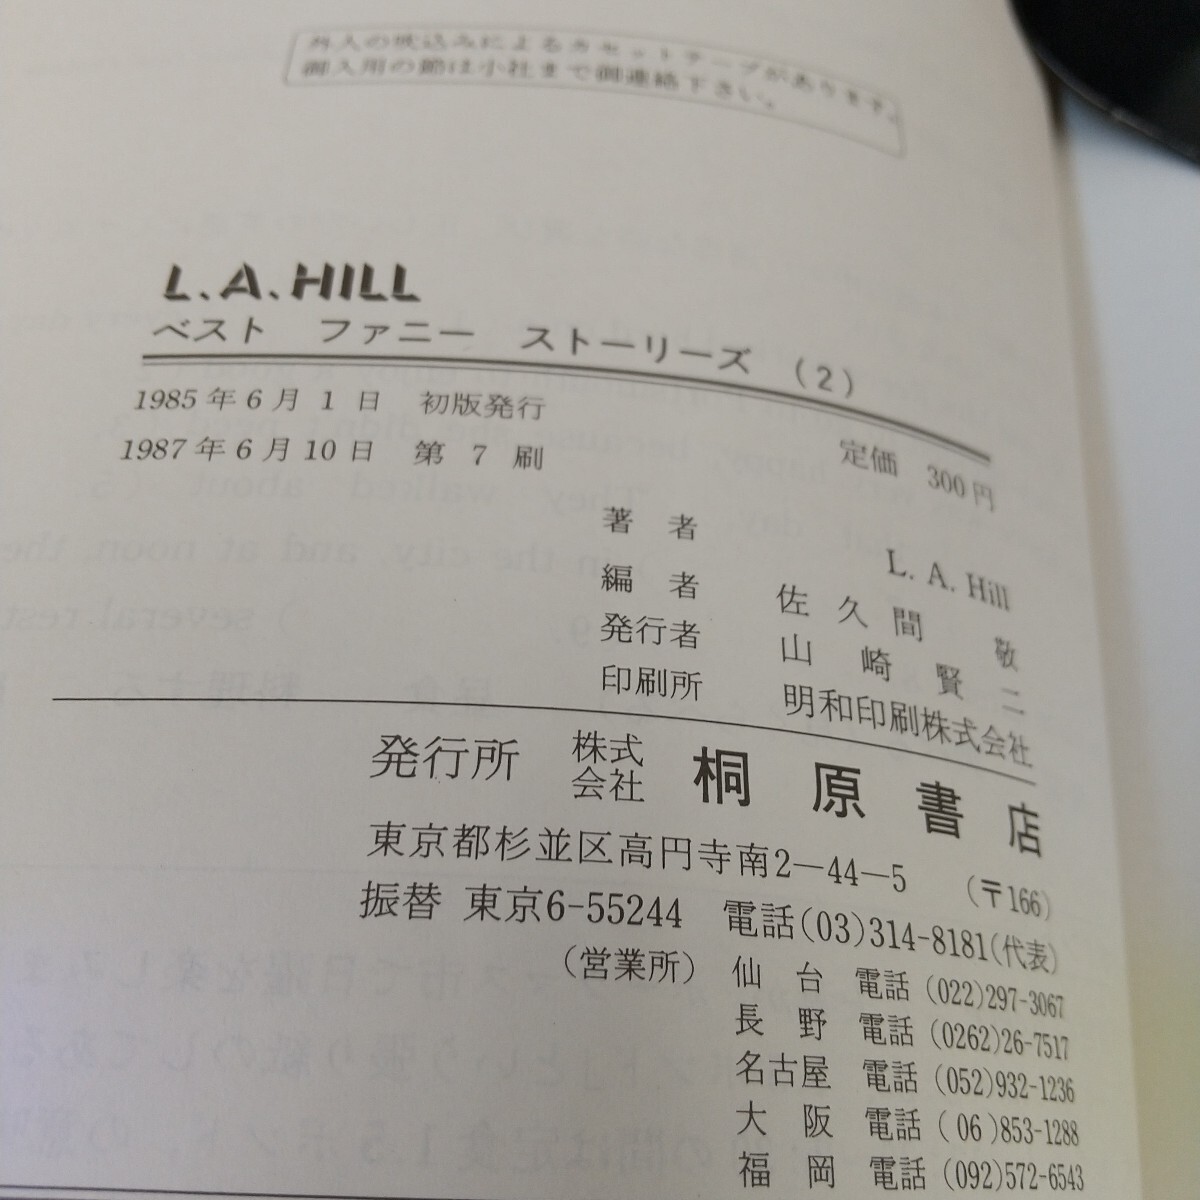 外人の吹込みによるカセットテープがあります。
御入用の節は小社まで御連絡下さい。
L.A.HILL
ベスト ファニー ストーリーズ (2)
1985年6月1日 初版発行
1987年6月10日 第7刷
定価 300円
著者 L. A. Hill
編者 佐久間 敬
発行者 山崎賢二
印刷所 明和印刷株式会社
発行所 株式会社 桐原書店
東京都杉並区高円寺南2-44-5 (〒166)
振替 東京6-55244 電話(03)314-8181(代表)
(営業所) 仙台 電話 (022)297-3067
長野 電話 (0262)26-7517
名古屋 電話 (052)932-1236
大阪 電話 (06)853-1288
福岡 電話 (092)572-6543